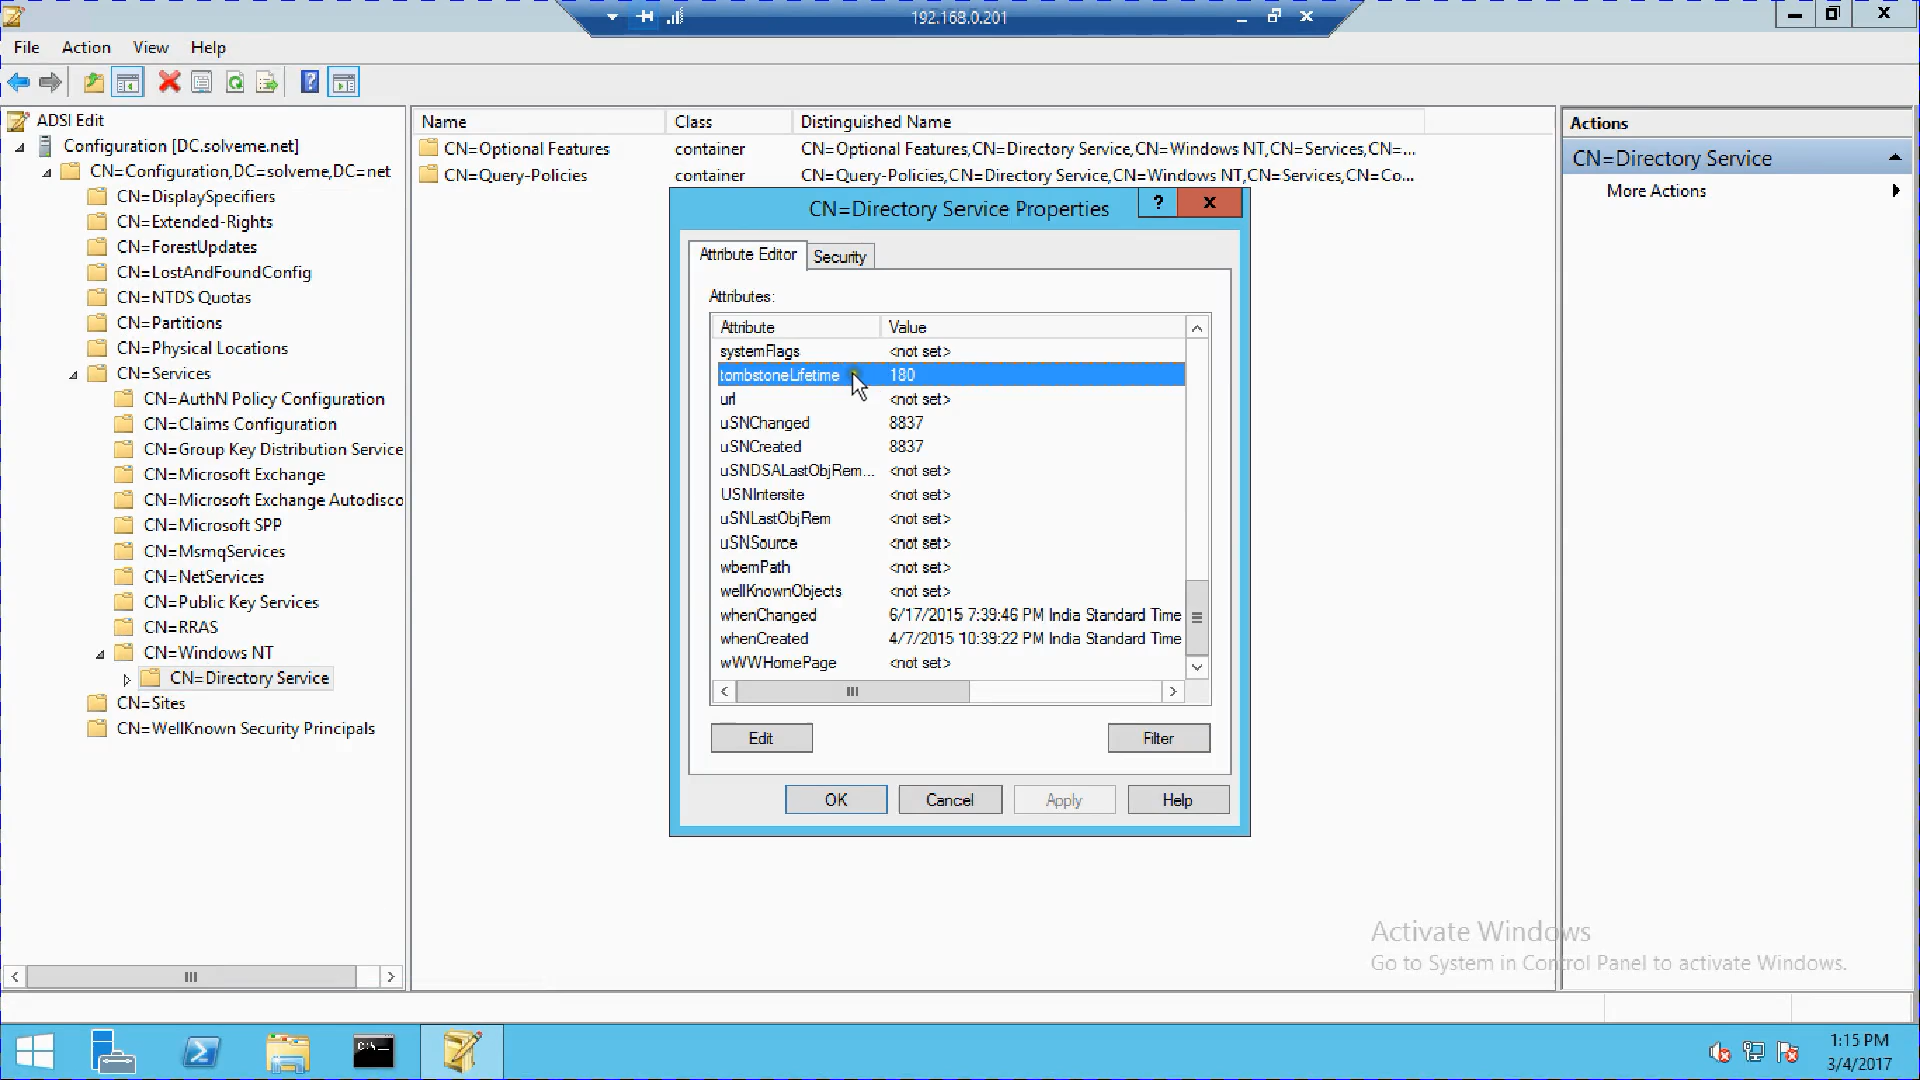 192.168.0.201
File Action View Help
ADSI Edit
Configuration [DC.solveme.net]
CN=Configuration,DC=solveme,DC=net
CN=DisplaySpecifiers
CN=Extended-Rights
CN=ForestUpdates
CN=LostAndFoundConfig
CN=NTDS Quotas
CN=Partitions
CN=Physical Locations
CN=Services
CN=AuthN Policy Configuration
CN=Claims Configuration
CN=Group Key Distribution Service
CN=Microsoft Exchange
CN=Microsoft Exchange Autodisco
CN=Microsoft SPP
CN=MsmqServices
CN=NetServices
CN=Public Key Services
CN=RRAS
CN=Windows NT
CN=Directory Service
CN=Sites
CN=WellKnown Security Principals
Name Class Distinguished Name
CN=Optional Features container CN=Optional Features,CN=Directory Service,CN=Windows NT,CN=Services,CN=...
CN=Query-Policies container CN=Query-Policies,CN=Directory Service,CN=Windows NT,CN=Services,CN=Co...
CN=Directory Service Properties ? x
Attribute Editor Security
Attributes:
Attribute Value
systemFlags <not set>
tombstoneLifetime 180
url <not set>
uSNChanged 8837
uSNCreated 8837
uSNDSALastObjRem... <not set>
USNIntersite <not set>
uSNLastObjRem <not set>
uSNSource <not set>
wbemPath <not set>
wellKnownObjects <not set>
whenChanged 6/17/2015 7:39:46 PM India Standard Time
whenCreated 4/7/2015 10:39:22 PM India Standard Time
wWWHomePage <not set>
Edit Filter
OK Cancel Apply Help
Actions
CN=Directory Service
More Actions
Activate Windows
Go to System in Control Panel to activate Windows.
C:\_
1:15 PM
3/4/2017